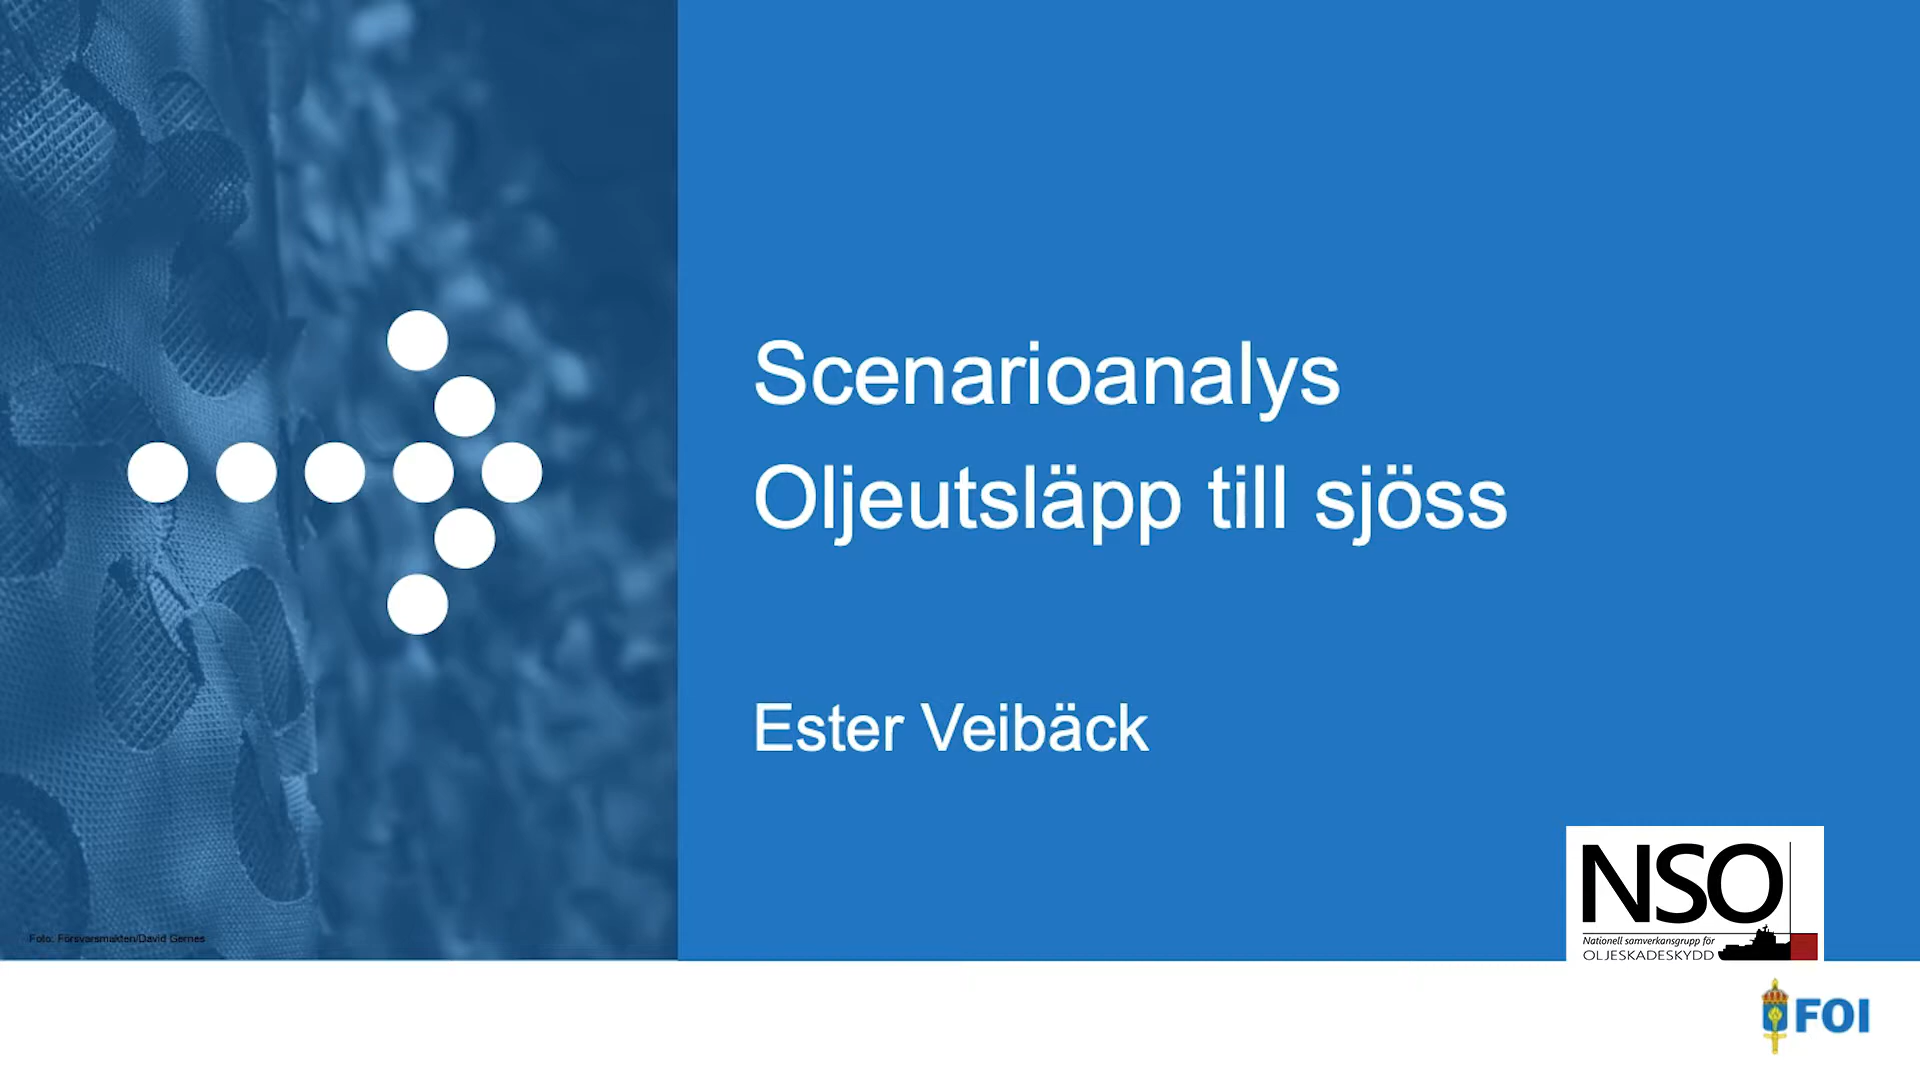 Scenarioanalys
Oljeutsläpp till sjöss
Ester Veibäck
NSO
Nationell samverkansgrupp för
OLJESKADESKYDD
Foto: Försvarsmakten/David Gernes
FOI